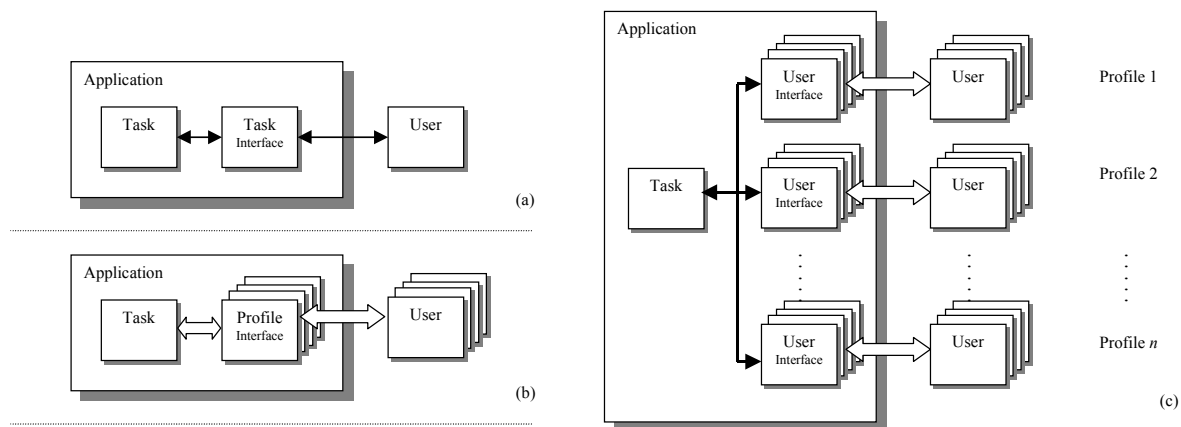 Application
Task
Task
Interface
User
(a)
Application
Task
Profile
Interface
User
(b)
Application
User
Interface
User
Profile 1
Task
User
Interface
User
Profile 2
User
Interface
User
Profile n
(c)